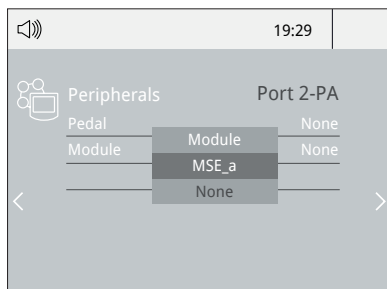 19:29
Peripherals Port 2-PA
Pedal None
Module None
Module
MSE_a
None